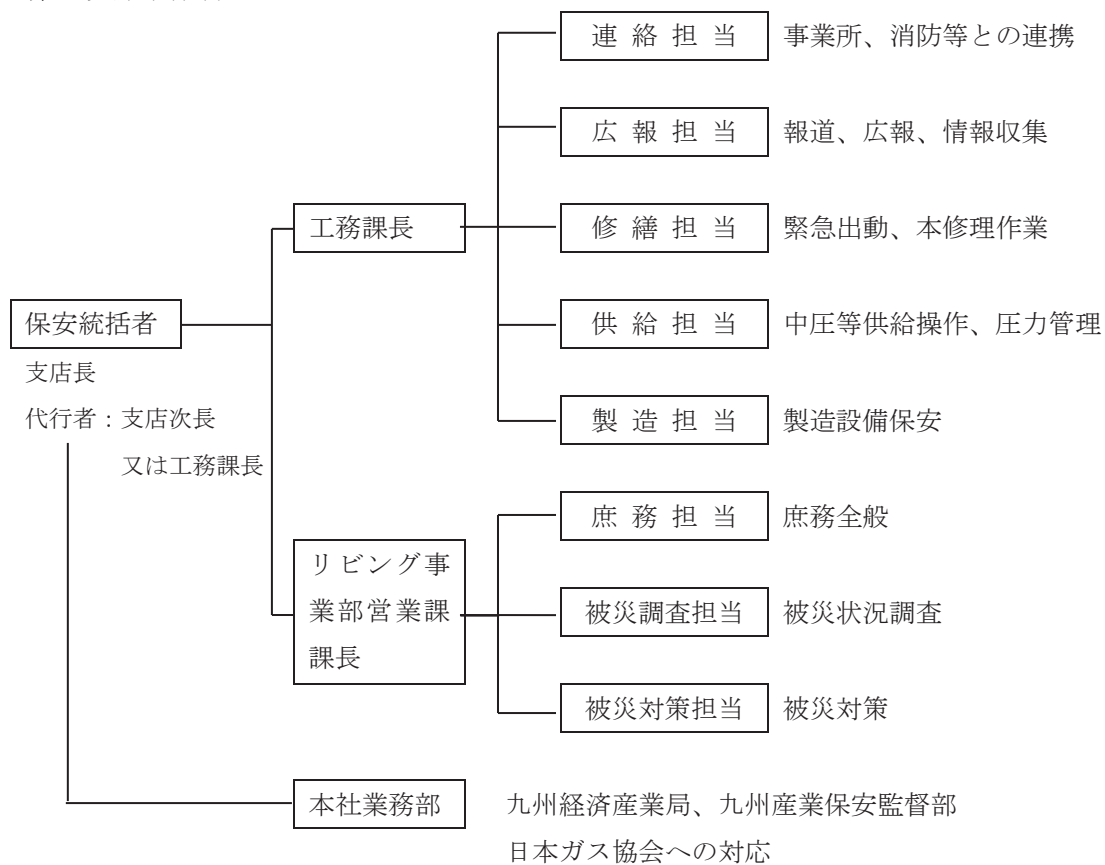 連絡担当 事業所、消防等との連携
広報担当 報道、広報、情報収集
工務課長
修繕担当 緊急出動、本修理作業
保安統括者
供給担当 中圧等供給操作、圧力管理
支店長
代行者：支店次長
又は工務課長
製造担当 製造設備保安
庶務担当 庶務全般
リビング事
業部営業課
課長
被災調査担当 被災状況調査
被災対策担当 被災対策
本社業務部 九州経済産業局、九州産業保安監督部
日本ガス協会への対応